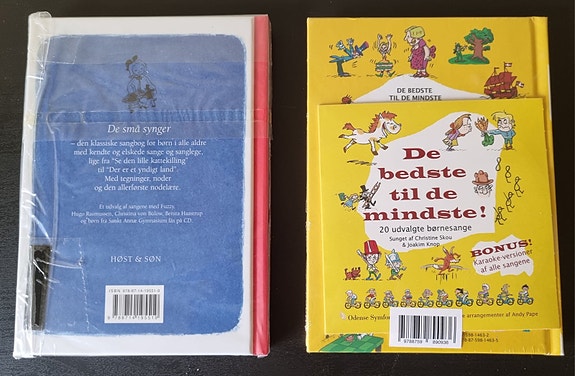 De små synger
– den klassiske sangbog for børn i alle aldre
med kendte og elskede sange og sanglege,
lige fra "Se den lille kattekilling"
til "Der er et yndigt land".
Med tegninger, noder
og den allerførste nodelære.
Et udvalg af sangene med Fuzzy,
Hugo Rasmussen, Christina von Bülow, Benita Haastrup
og børn fra Sankt Annæ Gymnasium fås på CD.
HØST & SØN
DE BEDSTE
TIL DE MINDSTE
De
bedste
til de
mindste!
20 udvalgte børnesange
Sunget af Christine Skou
& Joakim Knop
BONUS!
Karaoke-versioner
af alle sangene
Odense Symfo
arrangementer af Andy Pape